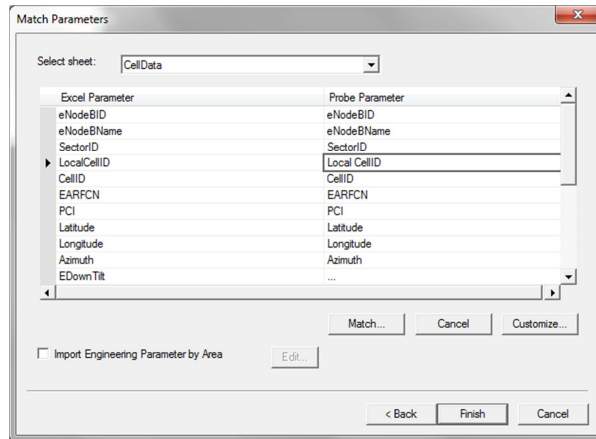 Match Parameters
Select sheet: CellData
Excel Parameter Probe Parameter
eNodeBID eNodeBID
eNodeBName eNodeBName
SectorID SectorID
LocalCellID Local CellID
CellID CellID
EARFCN EARFCN
PCI PCI
Latitude Latitude
Longitude Longitude
Azimuth Azimuth
EDownTilt ...
Match... Cancel Customize...
Import Engineering Parameter by Area Edit...
< Back Finish Cancel